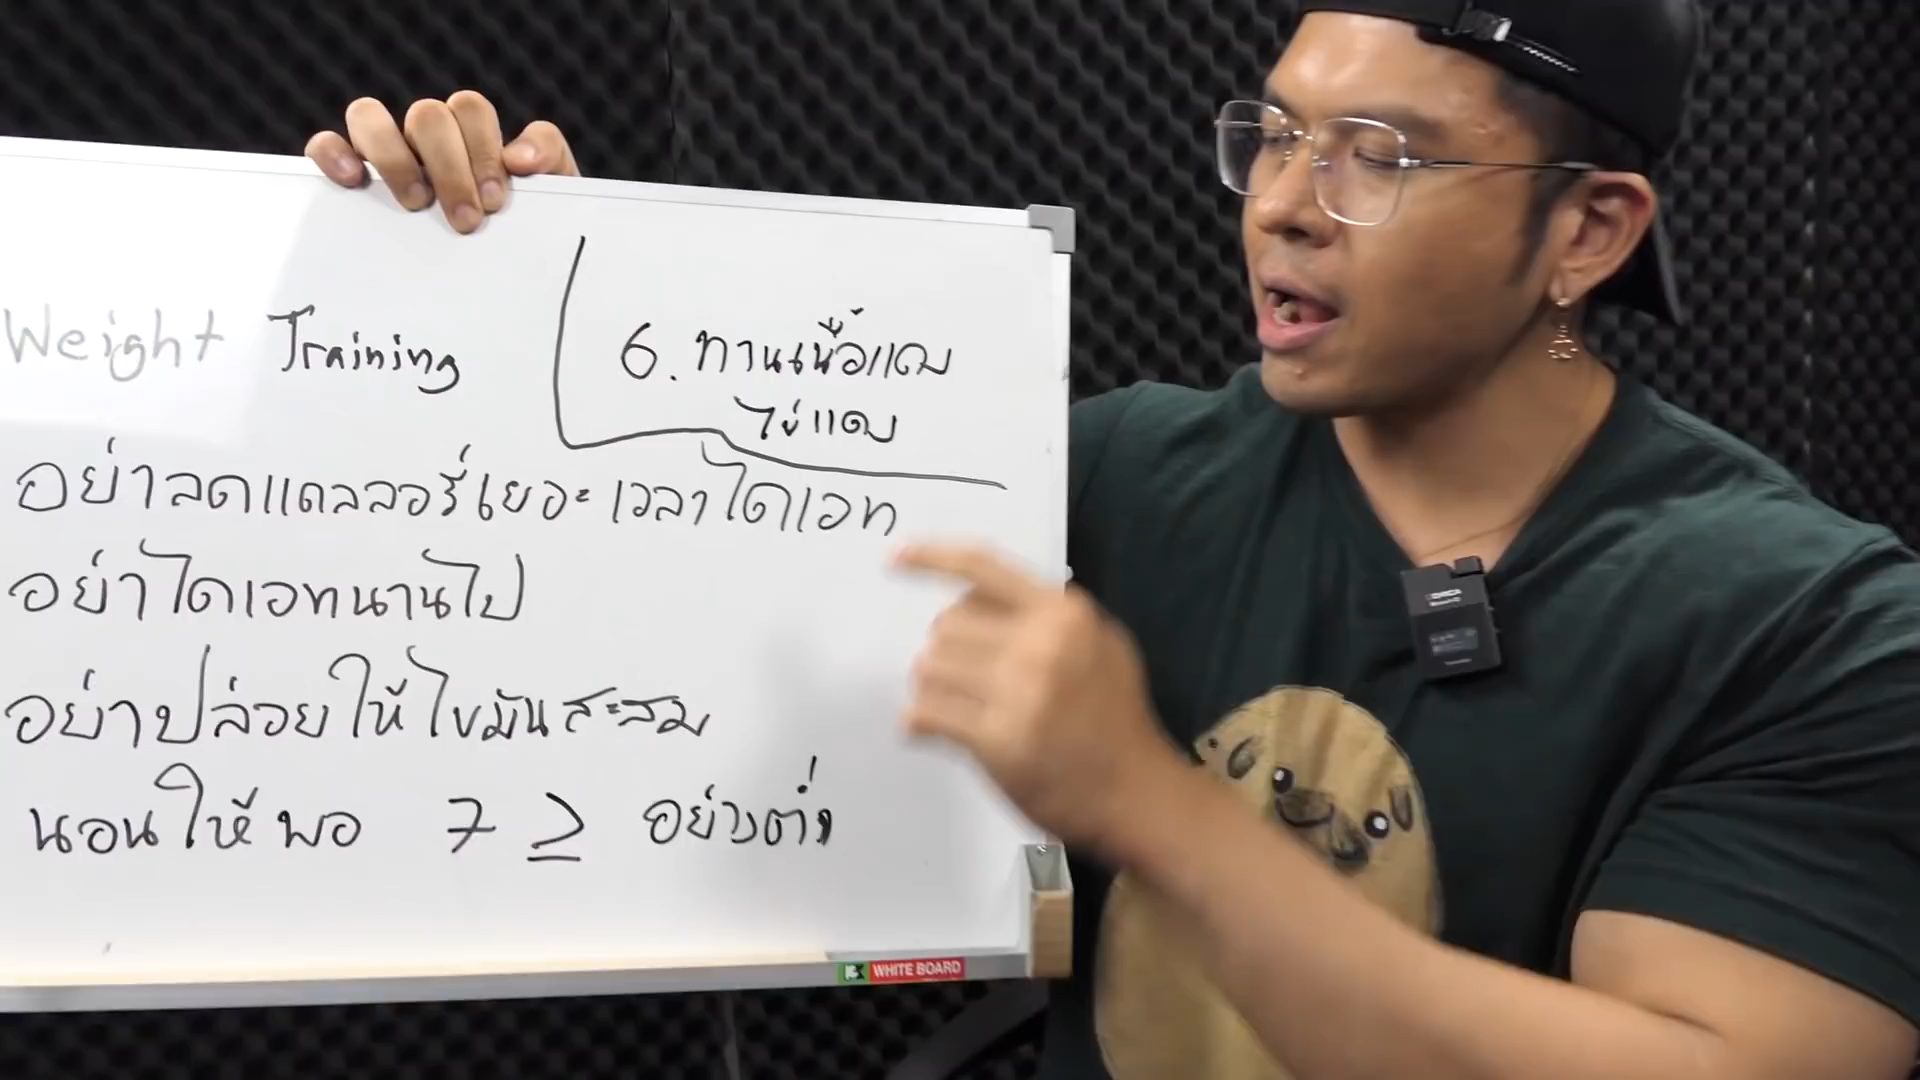 Weight Training
6. ทานเนื้อแดง
ไข่แดง
อย่าลดแคลลอรี่เยอะเวลาไดเอท
อย่าไดเอทนานไป
อย่าปล่อยให้ไขมันสะสม
นอนให้พอ 7 ≥ อย่างต่ำ
WHITE BOARD